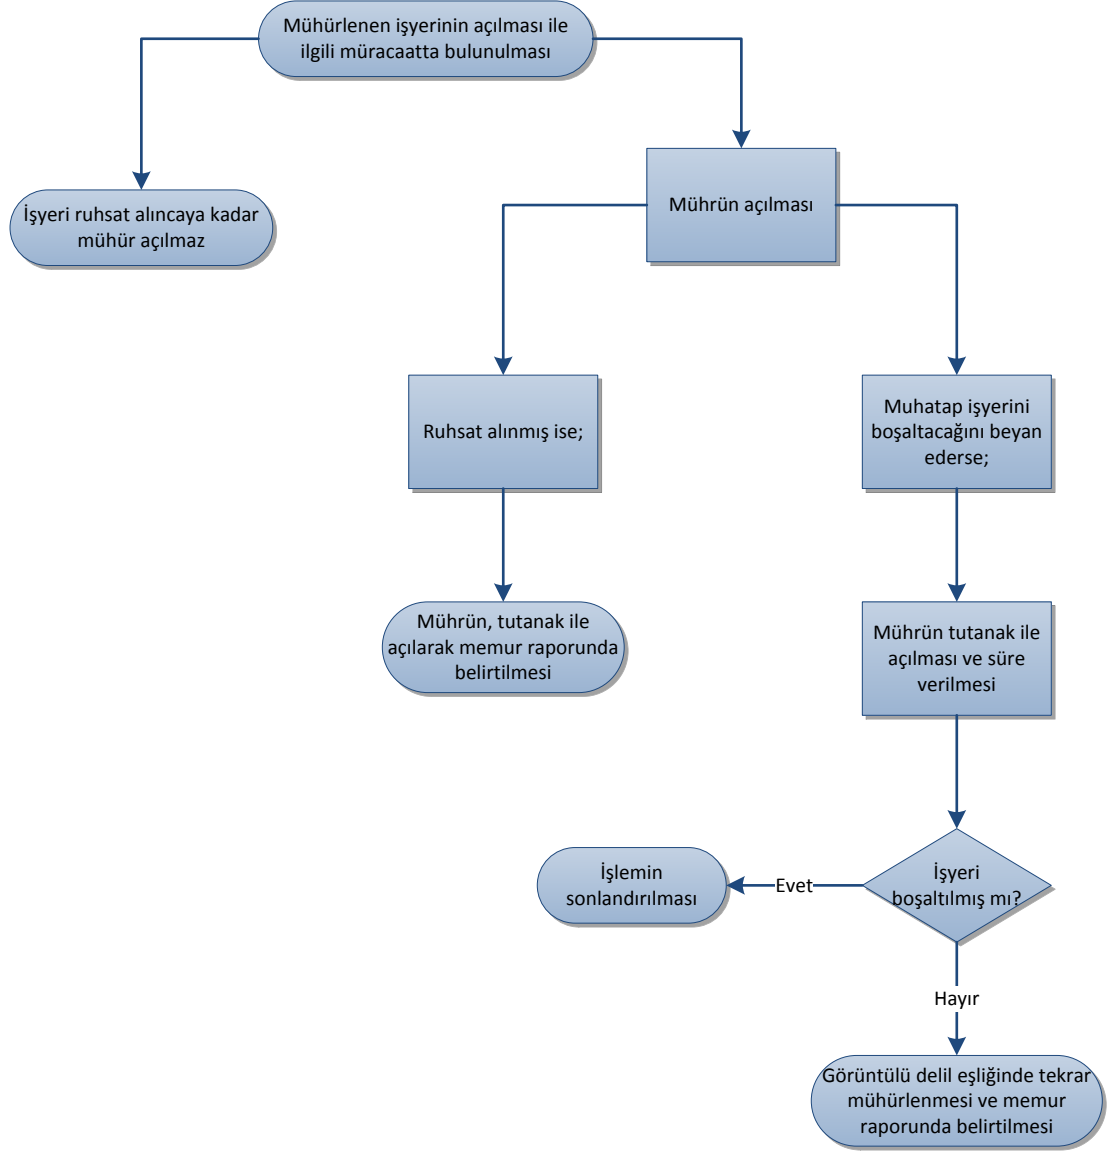 Mühürlenen işyerinin açılması ile
ilgili müracaatta bulunulması
İşyeri ruhsat alıncaya kadar
mühür açılmaz
Mührün açılması
Ruhsat alınmış ise;
Muhatap işyerini
boşaltacağını beyan
ederse;
Mührün, tutanak ile
açılarak memur raporunda
belirtilmesi
Mührün tutanak ile
açılması ve süre
verilmesi
İşyeri
boşaltılmış mı?
Evet
İşlemin
sonlandırılması
Hayır
Görüntülü delil eşliğinde tekrar
mühürlenmesi ve memur
raporunda belirtilmesi